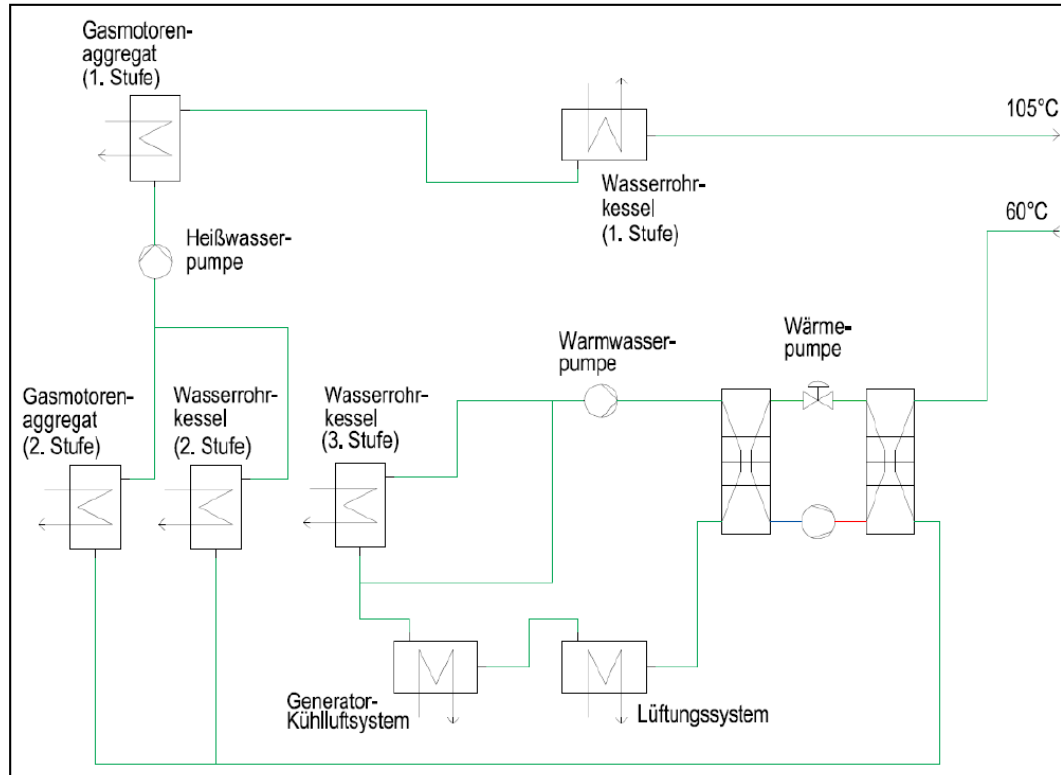 Gasmotoren-
aggregat
(1. Stufe)
105°C
Wasserrohr-
kessel
(1. Stufe)
60°C
Heißwasser-
pumpe
Warmwasser-
pumpe
Wärme-
pumpe
Gasmotoren-
aggregat
(2. Stufe)
Wasserrohr-
kessel
(2. Stufe)
Wasserrohr-
kessel
(3. Stufe)
Generator-
Kühlluftsystem
Lüftungssystem